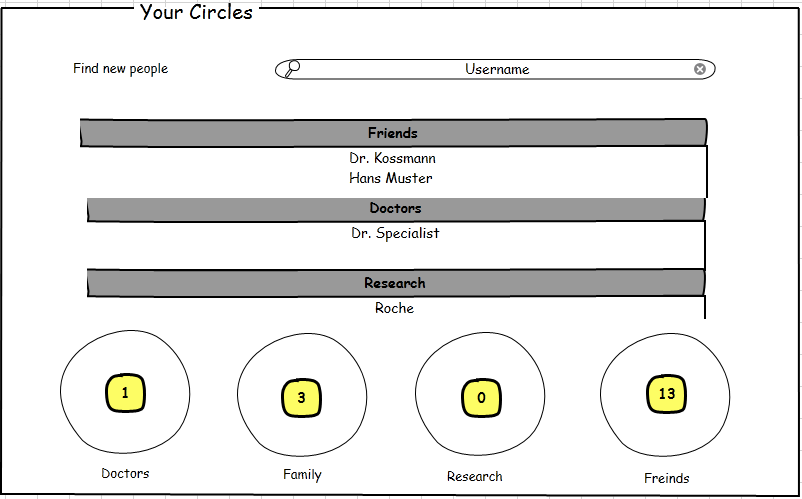 Your Circles
Find new people
Username
Friends
Dr. Kossmann
Hans Muster
Doctors
Dr. Specialist
Research
Roche
1
3
0
13
Doctors
Family
Research
Freinds